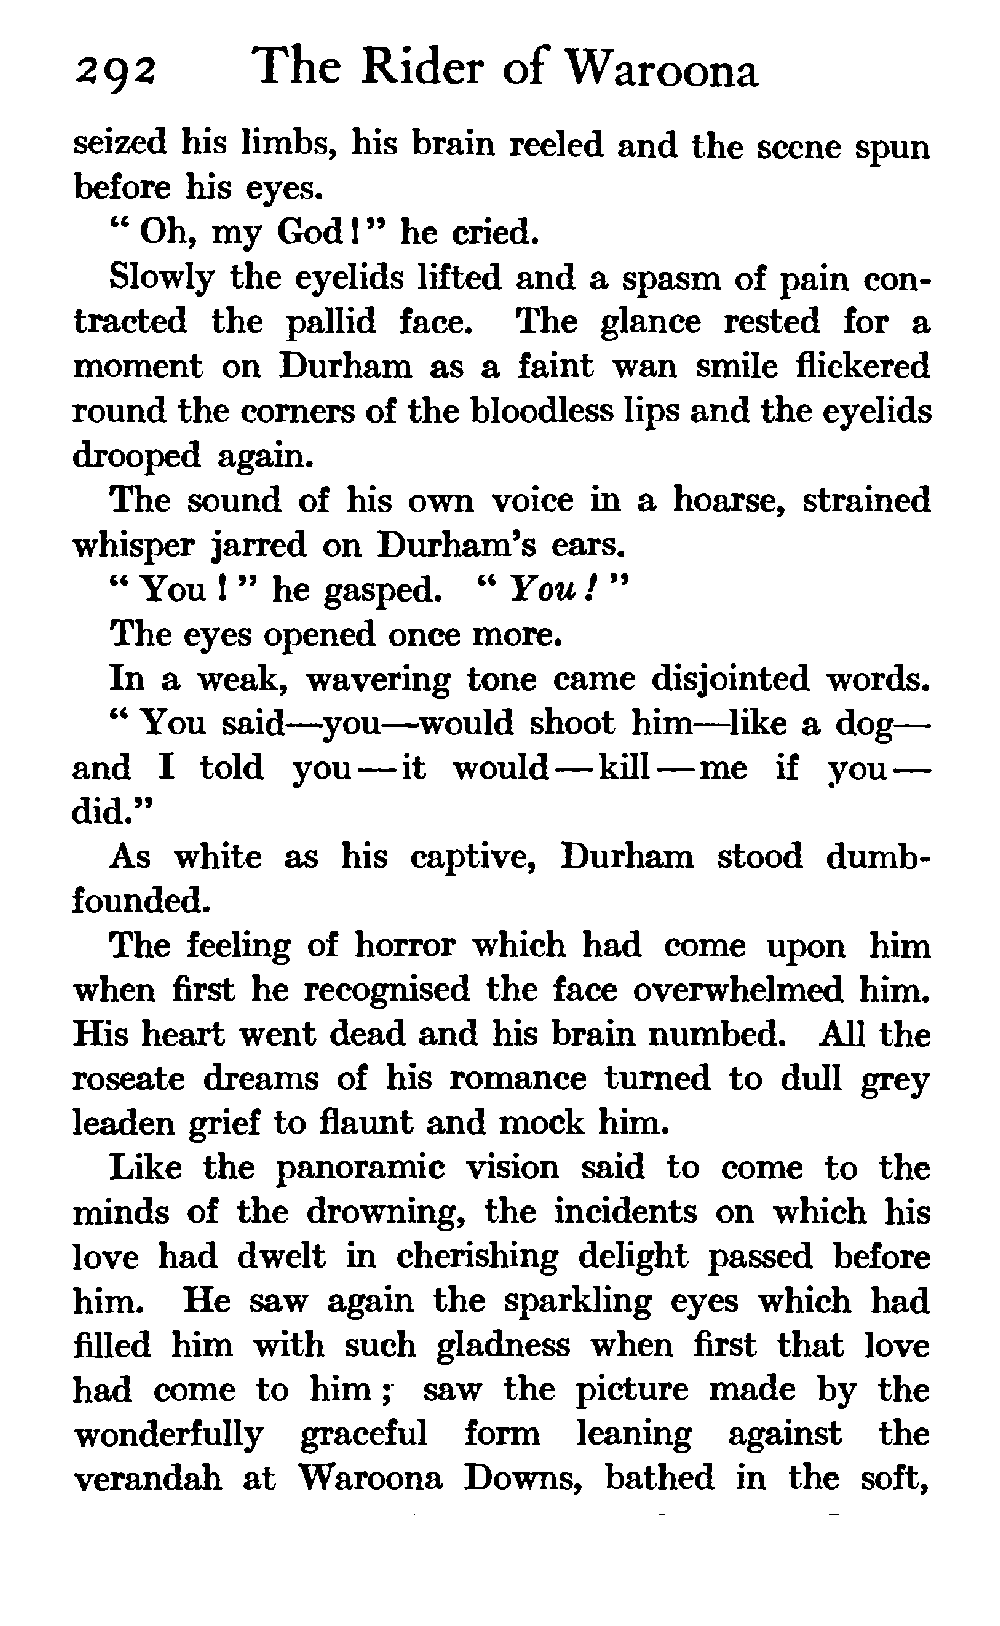 292 The Rider of Waroona
seized his limbs, his brain reeled and the scene spun
before his eyes.
“ Oh, my God!” he cried.
Slowly the eyelids lifted and a spasm of pain con-
tracted the pallid face. The glance rested for a
moment on Durham as a faint wan smile flickered
round the corners of the bloodless lips and the eyelids
drooped again.
The sound of his own voice in a hoarse, strained
whisper jarred on Durham’s ears.
“ You ! ” he gasped. “ You ! ”
The eyes opened once more.
In a weak, wavering tone came disjointed words.
“ You said—you—would shoot him—like a dog—
and I told you—it would—kill—me if you—
did.”
As white as his captive, Durham stood dumb-
founded.
The feeling of horror which had come upon him
when first he recognised the face overwhelmed him.
His heart went dead and his brain numbed. All the
roseate dreams of his romance turned to dull grey
leaden grief to flaunt and mock him.
Like the panoramic vision said to come to the
minds of the drowning, the incidents on which his
love had dwelt in cherishing delight passed before
him. He saw again the sparkling eyes which had
filled him with such gladness when first that love
had come to him ; saw the picture made by the
wonderfully graceful form leaning against the
verandah at Waroona Downs, bathed in the soft,